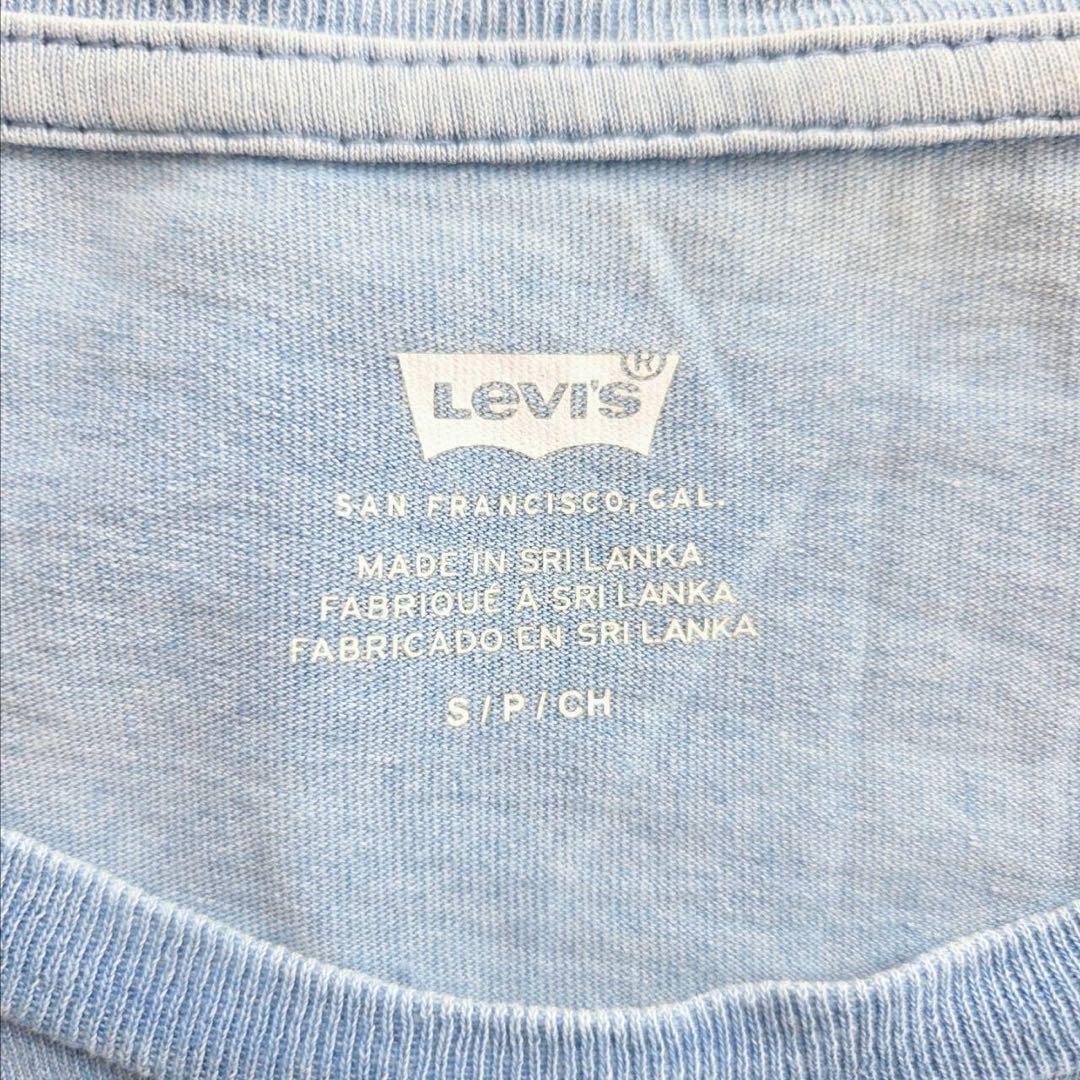 Levi's®
SAN FRANCISCO, CAL.
MADE IN SRI LANKA
FABRIQUÉ À SRI LANKA
FABRICADO EN SRI LANKA
S / P / CH